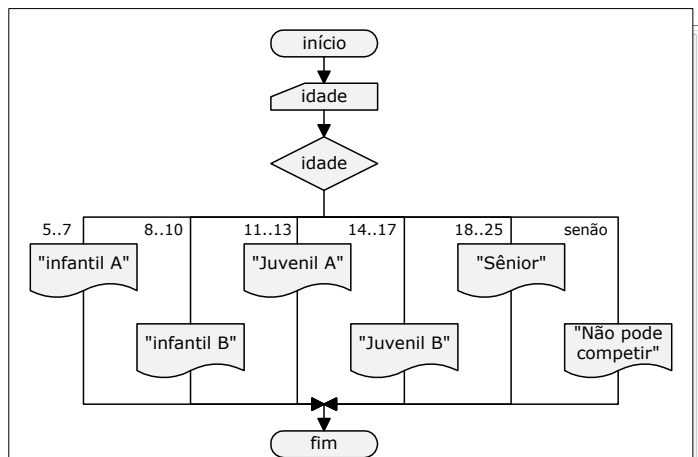 início
idade
idade
5..7 8..10 11..13 14..17 18..25 senão
"infantil A" "Juvenil A" "Sênior"
"infantil B" "Juvenil B" "Não pode
competir"
fim